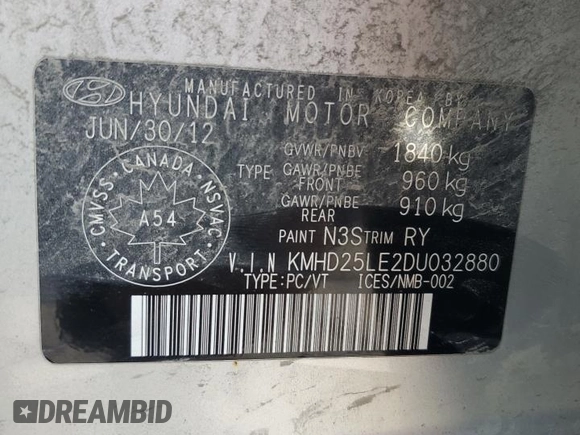 MANUFACTURED IN KOREA BY
HYUNDAI MOTOR COMPANY
JUN/30/12
GVWR/PNBV 1840 kg
TYPE GAWR/PNBE FRONT 960 kg
GAWR/PNBE REAR 910 kg
PAINT N3S TRIM RY
V.I.N KMHD25LE2DU032880
TYPE:PC/VT ICES/NMB-002
CANADA
CMVSS NSVAC
A54
TRANSPORT
DREAMBID